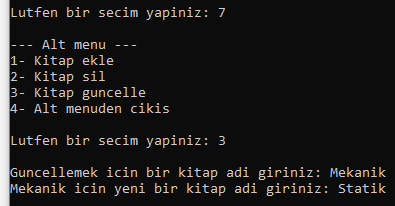 Lutfen bir secim yapiniz: 7
--- Alt menu ---
1- Kitap ekle
2- Kitap sil
3- Kitap guncelle
4- Alt menuden cikis
Lutfen bir secim yapiniz: 3
Guncellemek icin bir kitap adi giriniz: Mekanik
Mekanik icin yeni bir kitap adi giriniz: Statik